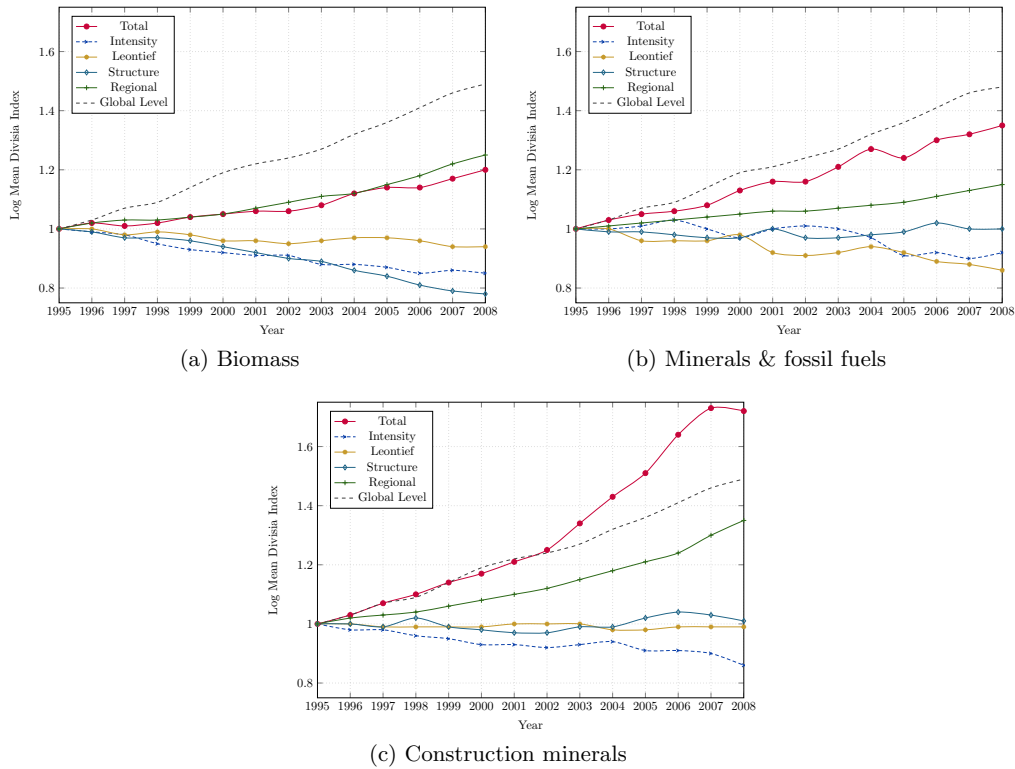 1.6
1.4
1.2
1
0.8
Log Mean Divisia Index
Total
Intensity
Leontief
Structure
Regional
Global Level
1995 1996 1997 1998 1999 2000 2001 2002 2003 2004 2005 2006 2007 2008
Year
(a) Biomass
1.6
1.4
1.2
1
0.8
Log Mean Divisia Index
Total
Intensity
Leontief
Structure
Regional
Global Level
1995 1996 1997 1998 1999 2000 2001 2002 2003 2004 2005 2006 2007 2008
Year
(b) Minerals & fossil fuels
1.6
1.4
1.2
1
0.8
Log Mean Divisia Index
Total
Intensity
Leontief
Structure
Regional
Global Level
1995 1996 1997 1998 1999 2000 2001 2002 2003 2004 2005 2006 2007 2008
Year
(c) Construction minerals